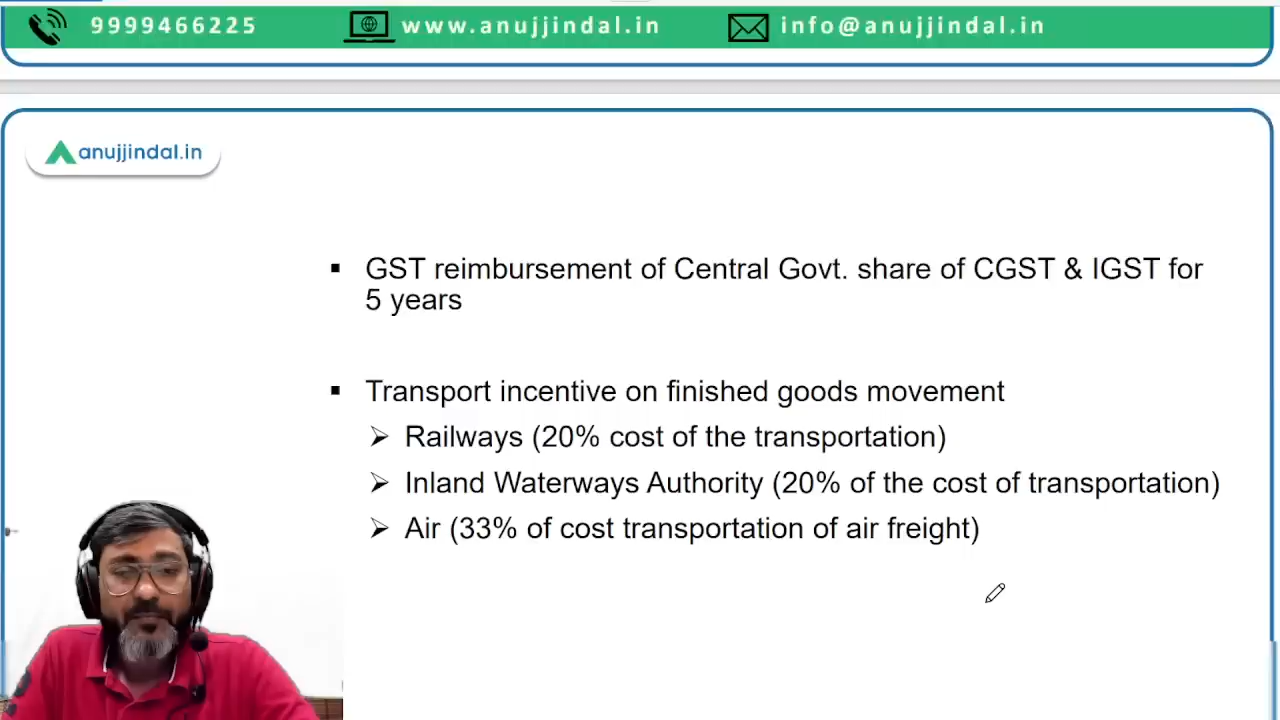 9999466225 www.anujjindal.in info@anujjindal.in
anujjindal.in
▪ GST reimbursement of Central Govt. share of CGST & IGST for
5 years
▪ Transport incentive on finished goods movement
➢ Railways (20% cost of the transportation)
➢ Inland Waterways Authority (20% of the cost of transportation)
➢ Air (33% of cost transportation of air freight)